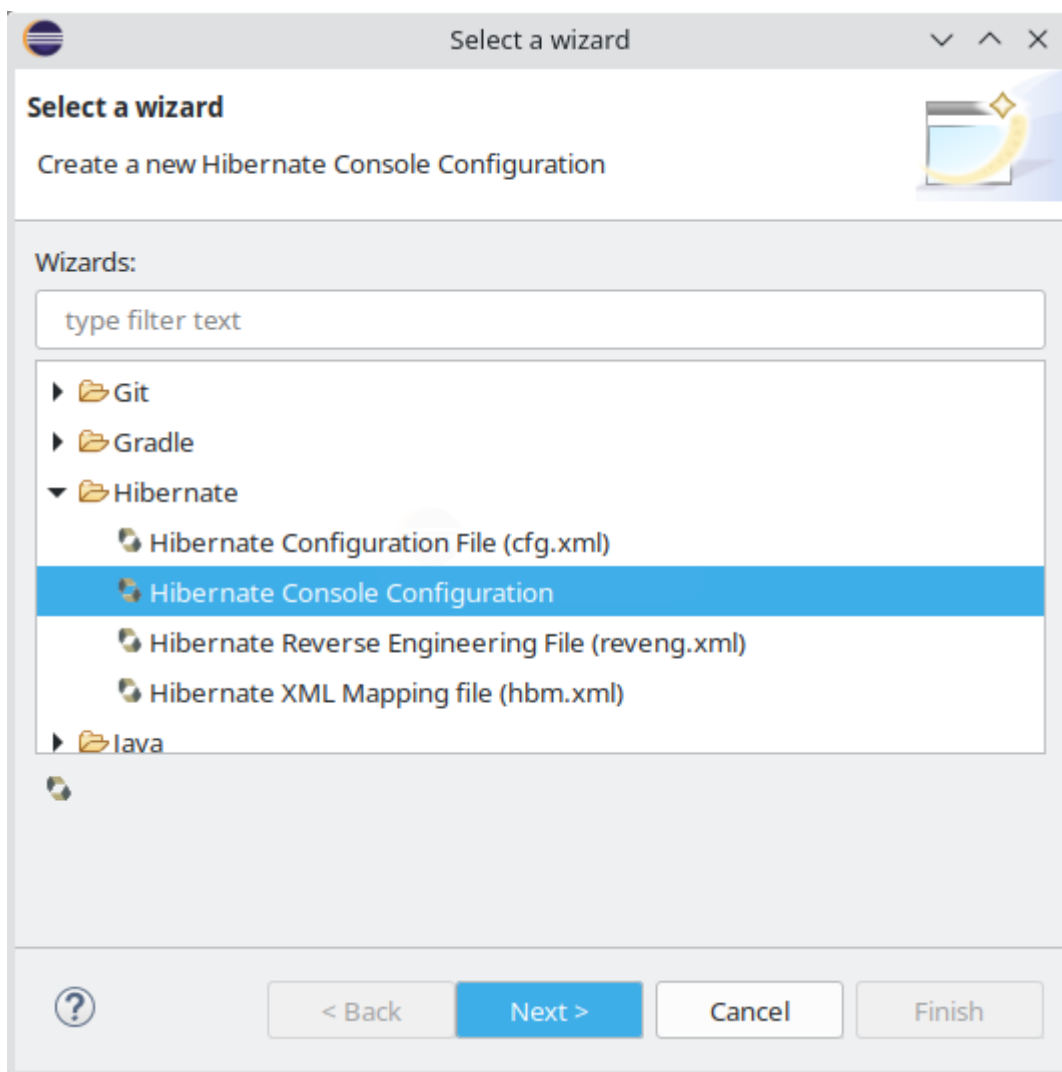 Select a wizard
Select a wizard
Create a new Hibernate Console Configuration
Wizards:
type filter text
Git
Gradle
Hibernate
Hibernate Configuration File (cfg.xml)
Hibernate Console Configuration
Hibernate Reverse Engineering File (reveng.xml)
Hibernate XML Mapping file (hbm.xml)
Java
? < Back Next > Cancel Finish